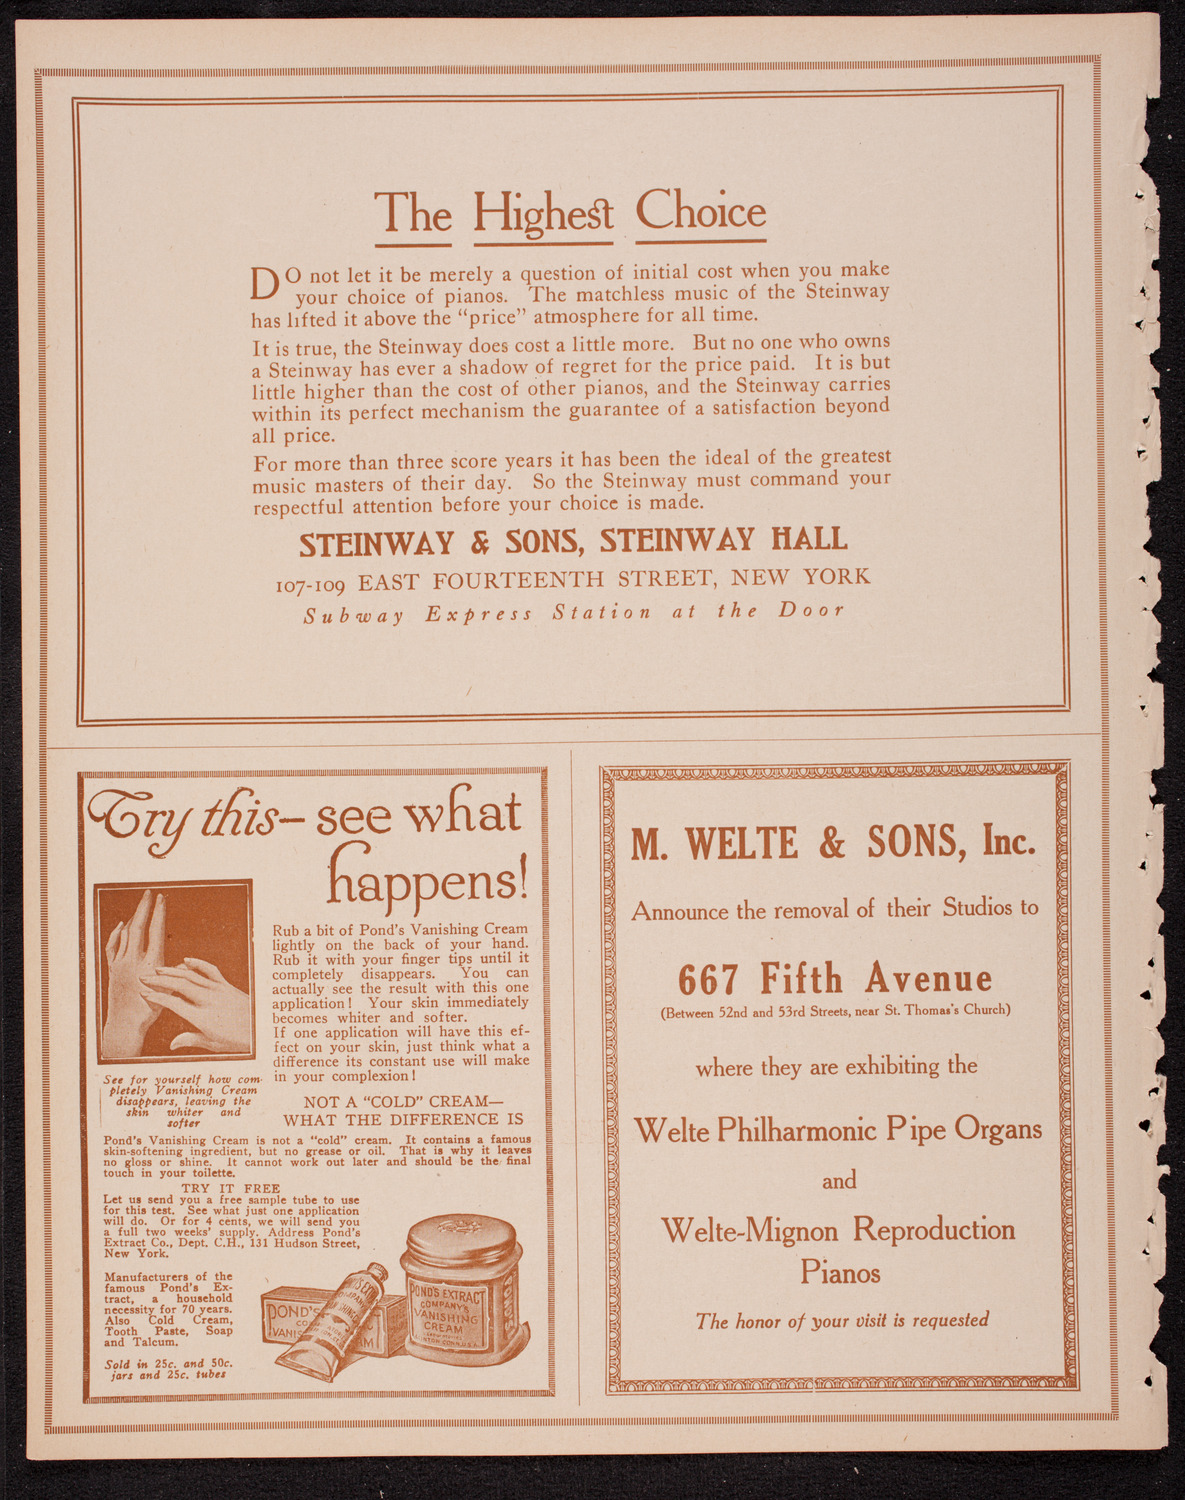 The Highest Choice
DO not let it be merely a question of initial cost when you make
your choice of pianos. The matchless music of the Steinway
has lifted it above the "price" atmosphere for all time.
It is true, the Steinway does cost a little more. But no one who owns
a Steinway has ever a shadow of regret for the price paid. It is but
little higher than the cost of other pianos, and the Steinway carries
within its perfect mechanism the guarantee of a satisfaction beyond
all price.
For more than three score years it has been the ideal of the greatest
music masters of their day. So the Steinway must command your
respectful attention before your choice is made.
STEINWAY & SONS, STEINWAY HALL
107-109 EAST FOURTEENTH STREET, NEW YORK
Subway Express Station at the Door
Try this—see what
happens!
Rub a bit of Pond's Vanishing Cream
lightly on the back of your hand.
Rub it with your finger tips until it
completely disappears. You can
actually see the result with this one
application! Your skin immediately
becomes whiter and softer.
If one application will have this ef-
fect on your skin, just think what a
difference its constant use will make
in your complexion!
See for yourself how com-
pletely Vanishing Cream
disappears, leaving the
skin whiter and
softer
NOT A "COLD" CREAM—
WHAT THE DIFFERENCE IS
Pond's Vanishing Cream is not a "cold" cream. It contains a famous
skin-softening ingredient, but no grease or oil. That is why it leaves
no gloss or shine. It cannot work out later and should be the final
touch in your toilette.
TRY IT FREE
Let us send you a free sample tube to use
for this test. See what just one application
will do. Or for 4 cents, we will send you
a full two weeks' supply. Address Pond's
Extract Co., Dept. C.H., 131 Hudson Street,
New York.
Manufacturers of the
famous Pond's Ex-
tract, a household
necessity for 70 years.
Also Cold Cream,
Tooth Paste, Soap
and Talcum.
Sold in 25c. and 50c.
jars and 25c. tubes
POND'S
CO
VANIS
AM
POND'S EXTRACT
COMPANY'S
VANISHING
CREAM
M. WELTE & SONS, Inc.
Announce the removal of their Studios to
667 Fifth Avenue
(Between 52nd and 53rd Streets, near St. Thomas's Church)
where they are exhibiting the
Welte Philharmonic Pipe Organs
and
Welte-Mignon Reproduction
Pianos
The honor of your visit is requested